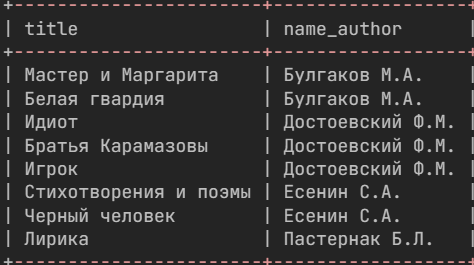 title name_author
Мастер и Маргарита Булгаков М.А.
Белая гвардия Булгаков М.А.
Идиот Достоевский Ф.М.
Братья Карамазовы Достоевский Ф.М.
Игрок Достоевский Ф.М.
Стихотворения и поэмы Есенин С.А.
Черный человек Есенин С.А.
Лирика Пастернак Б.Л.